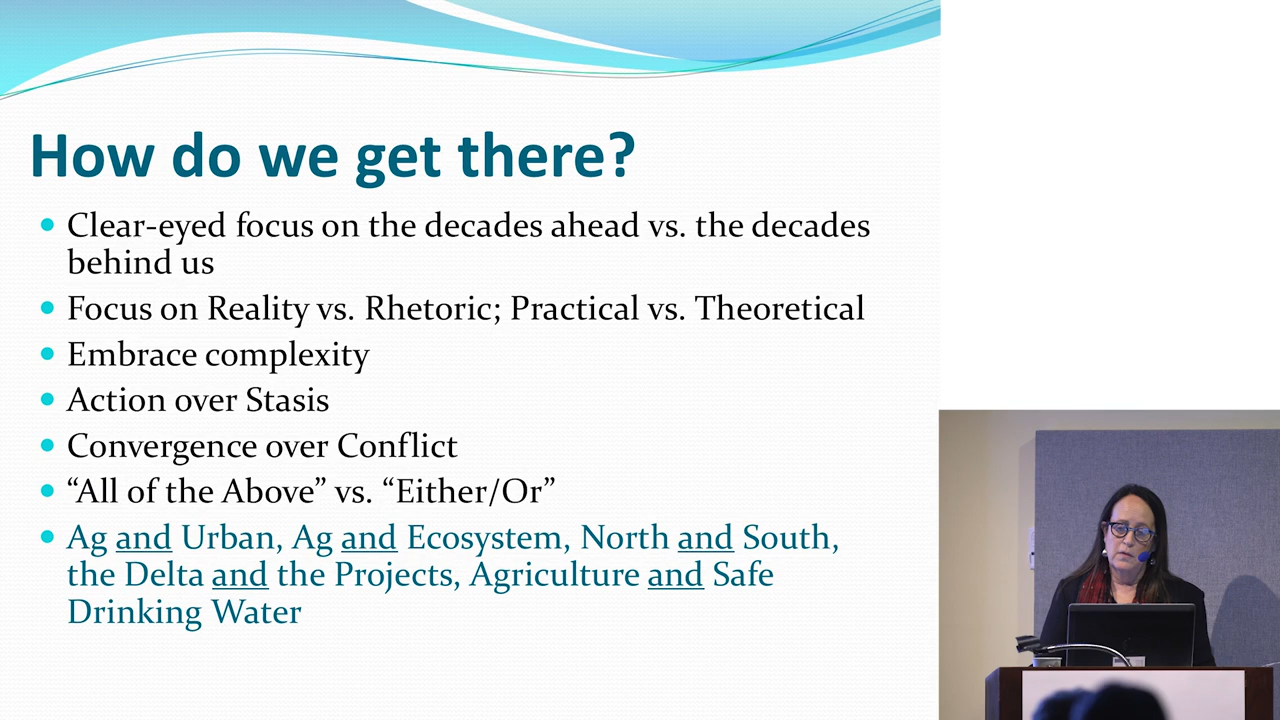 How do we get there?
Clear-eyed focus on the decades ahead vs. the decades
behind us
Focus on Reality vs. Rhetoric; Practical vs. Theoretical
Embrace complexity
Action over Stasis
Convergence over Conflict
“All of the Above” vs. “Either/Or”
Ag and Urban, Ag and Ecosystem, North and South,
the Delta and the Projects, Agriculture and Safe
Drinking Water